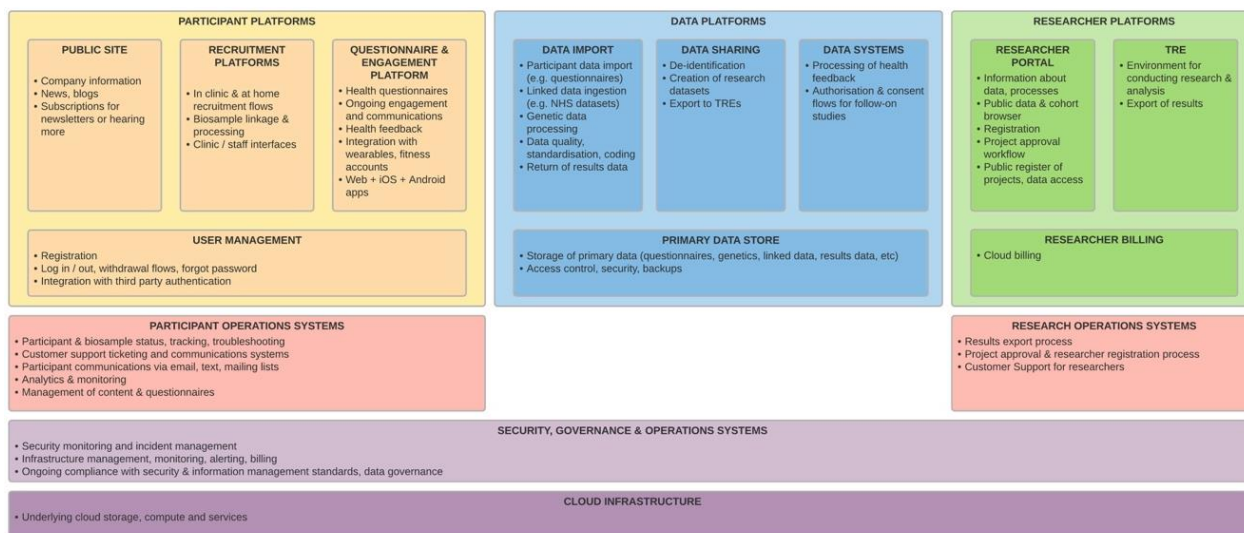 PARTICIPANT PLATFORMS
PUBLIC SITE
• Company information
• News, blogs
• Subscriptions for
newsletters or hearing
more
RECRUITMENT
PLATFORMS
• In clinic & at home
recruitment flows
• Biosample linkage &
processing
• Clinic / staff interfaces
QUESTIONNAIRE &
ENGAGEMENT
PLATFORM
• Health questionnaires
• Ongoing engagement
and communications
• Health feedback
• Integration with
wearables, fitness
accounts
• Web + iOS + Android
apps
USER MANAGEMENT
• Registration
• Log in / out, withdrawal flows, forgot password
• Integration with third party authentication
DATA PLATFORMS
DATA IMPORT
• Participant data import
(e.g. questionnaires)
• Linked data ingestion
(e.g. NHS datasets)
• Genetic data
processing
• Data quality,
standardisation, coding
• Return of results data
DATA SHARING
• De-identification
• Creation of research
datasets
• Export to TREs
DATA SYSTEMS
• Processing of health
feedback
• Authorisation & consent
flows for follow-on
studies
PRIMARY DATA STORE
• Storage of primary data (questionnaires, genetics, linked data, results data, etc)
• Access control, security, backups
RESEARCHER PLATFORMS
RESEARCHER
PORTAL
• Information about
data, processes
• Public data & cohort
browser
• Registration
• Project approval
workflow
• Public register of
projects, data access
TRE
• Environment for
conducting research &
analysis
• Export of results
RESEARCHER BILLING
• Cloud billing
PARTICIPANT OPERATIONS SYSTEMS
• Participant & biosample status, tracking, troubleshooting
• Customer support ticketing and communications systems
• Participant communications via email, text, mailing lists
• Analytics & monitoring
• Management of content & questionnaires
RESEARCH OPERATIONS SYSTEMS
• Results export process
• Project approval & researcher registration process
• Customer Support for researchers
SECURITY, GOVERNANCE & OPERATIONS SYSTEMS
• Security monitoring and incident management
• Infrastructure management, monitoring, alerting, billing
• Ongoing compliance with security & information management standards, data governance
CLOUD INFRASTRUCTURE
• Underlying cloud storage, compute and services